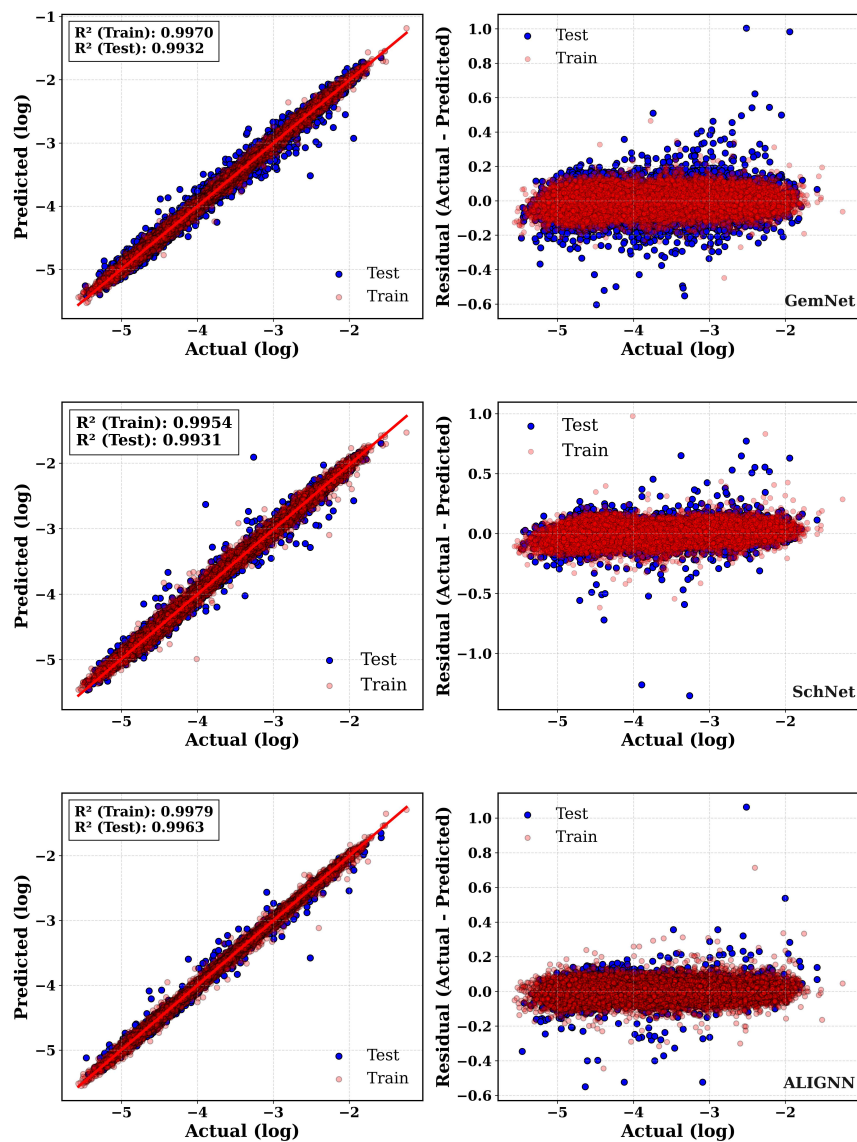 R² (Train): 0.9970
R² (Test): 0.9932
Predicted (log)
−1
−2
−3
−4
−5
Test
Train
−5
−4
−3
−2
Actual (log)
Residual (Actual - Predicted)
1.0
0.8
0.6
0.4
0.2
0.0
−0.2
−0.4
−0.6
Test
Train
GemNet
−5
−4
−3
−2
Actual (log)
R² (Train): 0.9954
R² (Test): 0.9931
Predicted (log)
−2
−3
−4
−5
Test
Train
−5
−4
−3
−2
Actual (log)
Residual (Actual - Predicted)
1.0
0.5
0.0
−0.5
−1.0
Test
Train
SchNet
−5
−4
−3
−2
Actual (log)
R² (Train): 0.9979
R² (Test): 0.9963
Predicted (log)
−2
−3
−4
−5
Test
Train
−5
−4
−3
−2
Actual (log)
Residual (Actual - Predicted)
1.0
0.8
0.6
0.4
0.2
0.0
−0.2
−0.4
−0.6
Test
Train
ALIGNN
−5
−4
−3
−2
Actual (log)